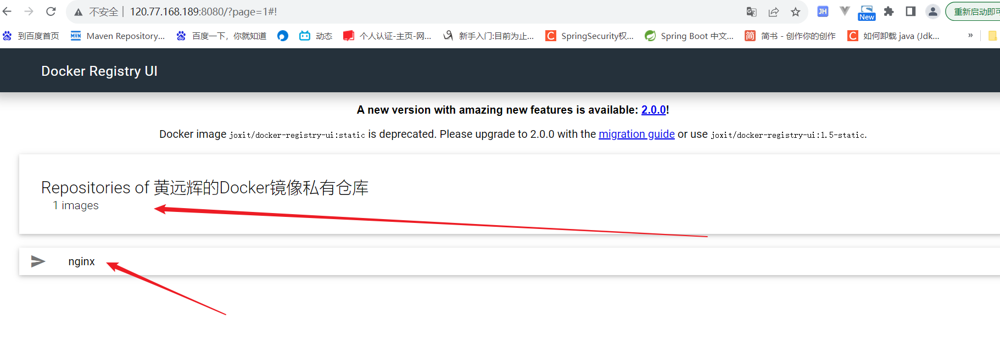 不安全 120.77.168.189:8080/?page=1#!
JH New 重新启动即可
到百度首页 MVN Maven Repository... 百度一下，你就知道 动态 个人认证-主页-网... 新手入门:目前为止... C SpringSecurity权... Spring Boot 中文... 简 简书 - 创作你的创作 C 如何卸载 java (Jdk... »
Docker Registry UI
A new version with amazing new features is available: 2.0.0!
Docker image joxit/docker-registry-ui:static is deprecated. Please upgrade to 2.0.0 with the migration guide or use joxit/docker-registry-ui:1.5-static.
Repositories of 黄远辉的Docker镜像私有仓库
1 images
nginx